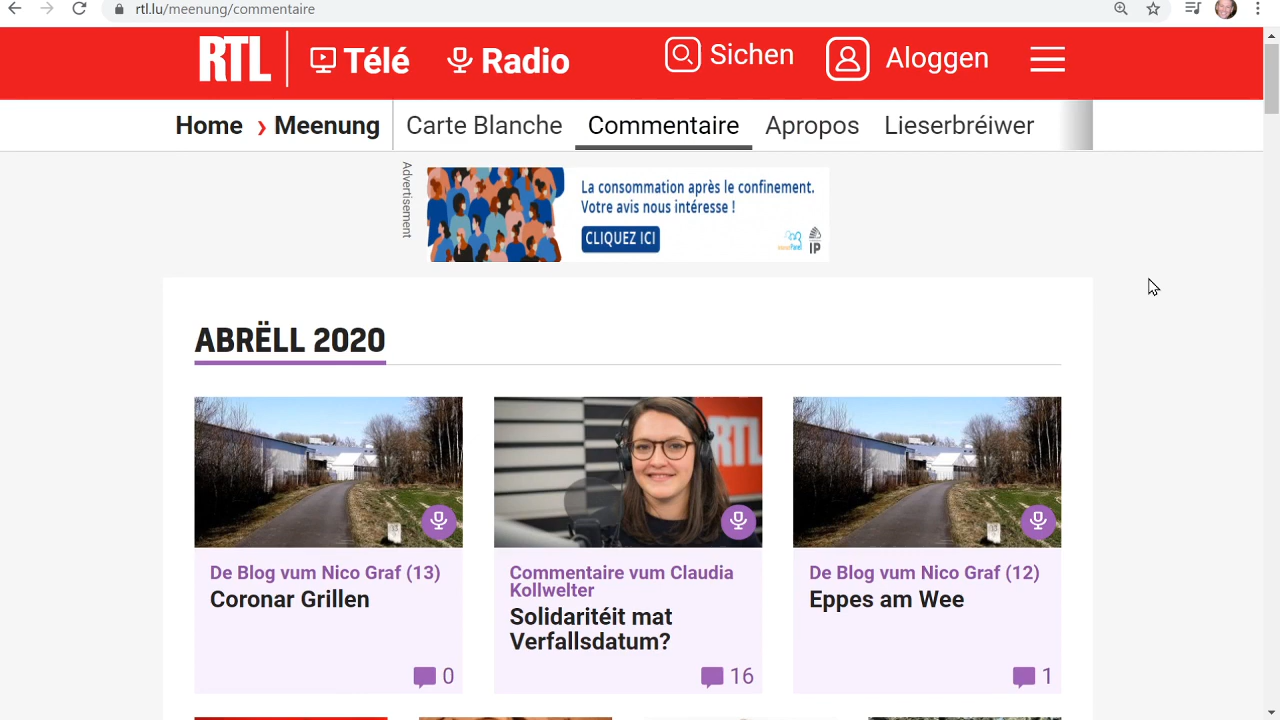 rtl.lu/meenung/commentaire
RTL Télé Radio Sichen Aloggen
Home › Meenung Carte Blanche Commentaire Apropos Lieserbréiwer
Advertisement
La consommation après le confinement.
Votre avis nous intéresse !
CLIQUEZ ICI
IP
ABRËLL 2020
RTL
De Blog vum Nico Graf (13)
Coronar Grillen
0
Commentaire vum Claudia
Kollwelter
Solidaritéit mat
Verfallsdatum?
16
De Blog vum Nico Graf (12)
Eppes am Wee
1